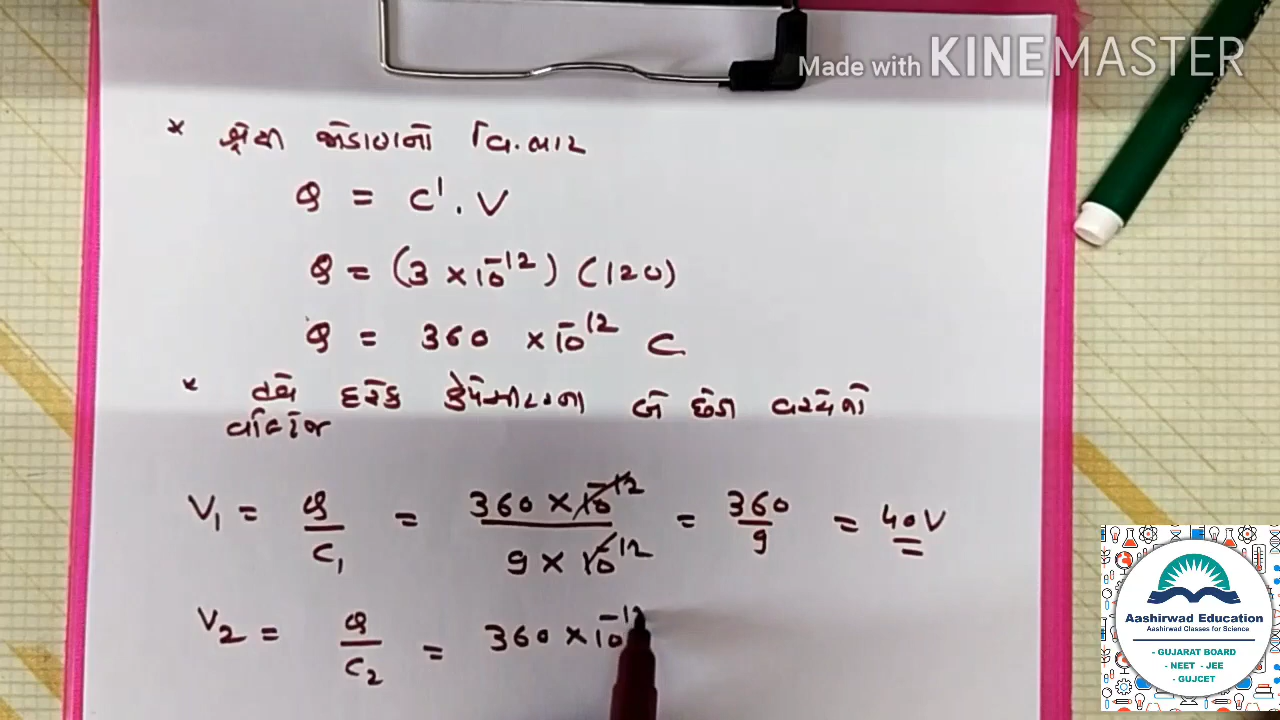 Made with KINEMASTER
* શ્રેણી જોડાણનો વિ.ભાર
Q = C'. V
Q = (3 × 10⁻¹²) (120)
Q = 360 × 10⁻¹² C
* હવે દરેક કેપેસીટરના બે છેડા વચ્ચેનો
વોલ્ટેજ
V₁ = Q/C₁ = 360 × 10⁻¹² / 9 × 10⁻¹² = 360/9 = 40V
V₂ = Q/C₂ = 360 × 10⁻¹²
Aashirwad Education
Aashirwad Classes for Science
- GUJARAT BOARD
- NEET - JEE
- GUJCET